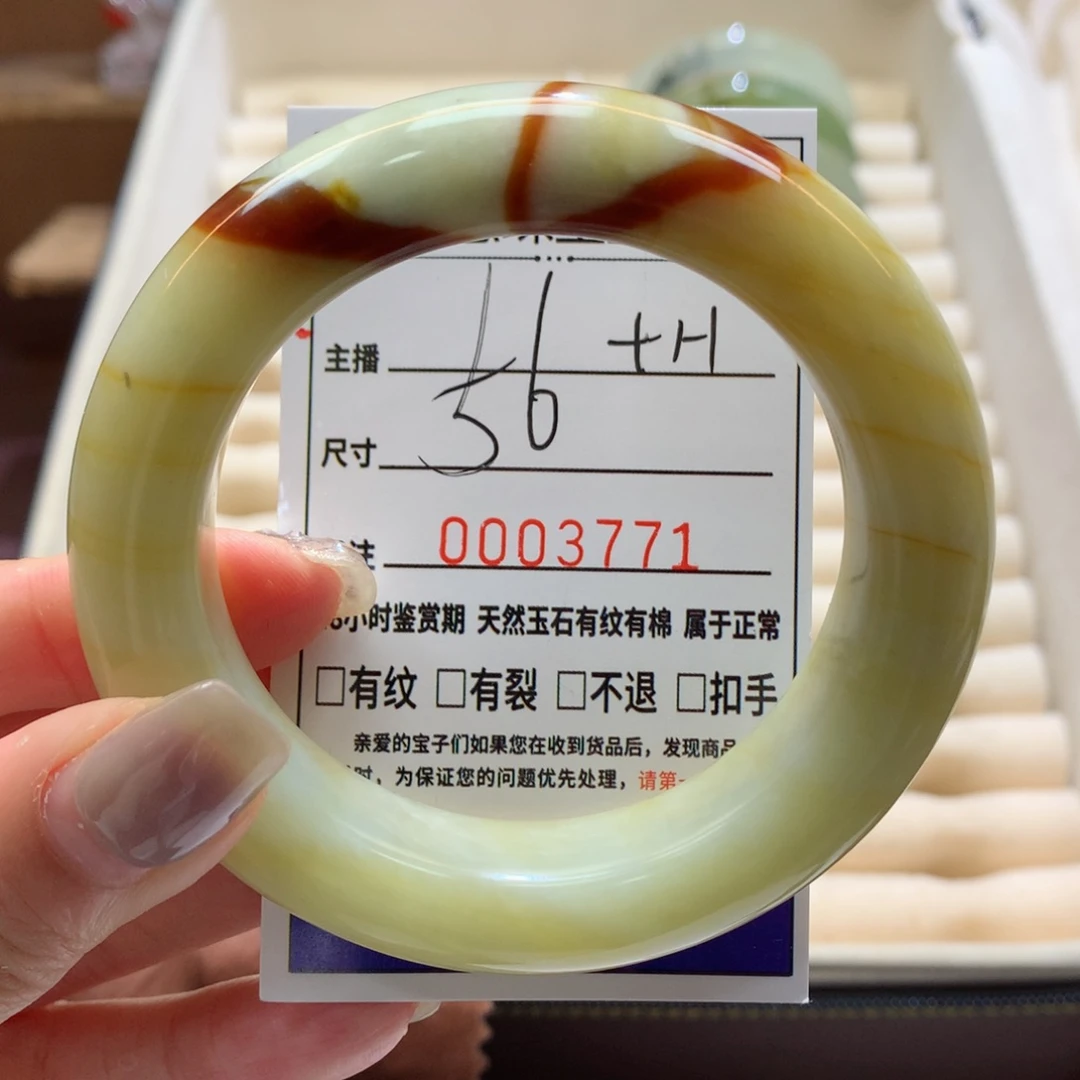 主播 +H
尺寸 56
注 0003771
小时鉴赏期 天然玉石有纹有棉 属于正常
□有纹 □有裂 □不退 □扣手
亲爱的宝子们如果您在收到货品后，发现商品
时，为保证您的问题优先处理，请第一